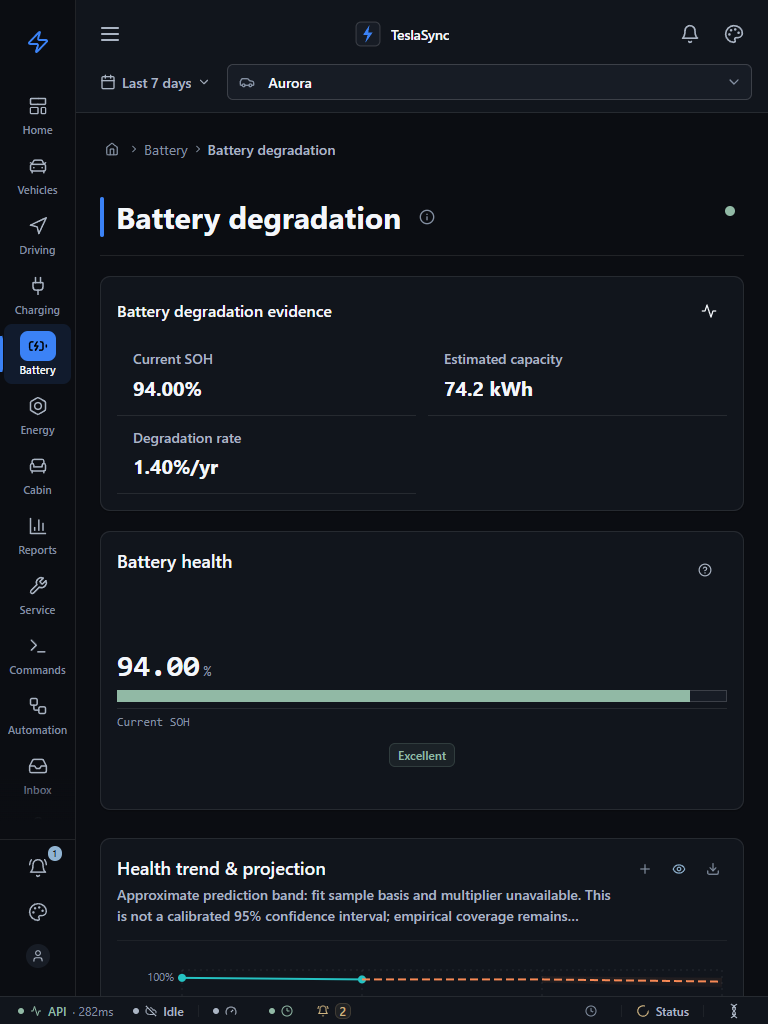 TeslaSync
Last 7 days
Aurora
Home
Vehicles
Driving
Charging
Battery
Energy
Cabin
Reports
Service
Commands
Automation
Inbox
1
Battery
Battery degradation
Battery degradation
Battery degradation evidence
Current SOH
94.00%
Estimated capacity
74.2 kWh
Degradation rate
1.40%/yr
Battery health
94.00%
Current SOH
Excellent
Health trend & projection
Approximate prediction band: fit sample basis and multiplier unavailable. This
is not a calibrated 95% confidence interval; empirical coverage remains...
100%
API · 282ms
Idle
2
Status